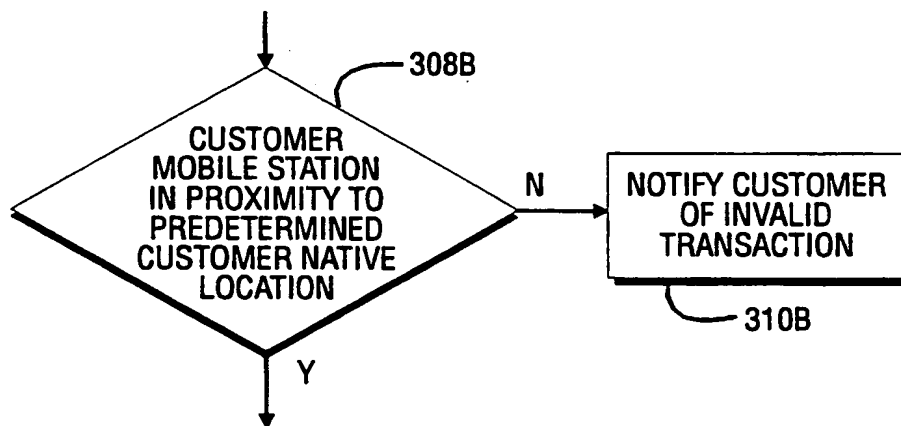 308B
CUSTOMER
MOBILE STATION
IN PROXIMITY TO
PREDETERMINED
CUSTOMER NATIVE
LOCATION
N
NOTIFY CUSTOMER
OF INVALID
TRANSACTION
310B
Y